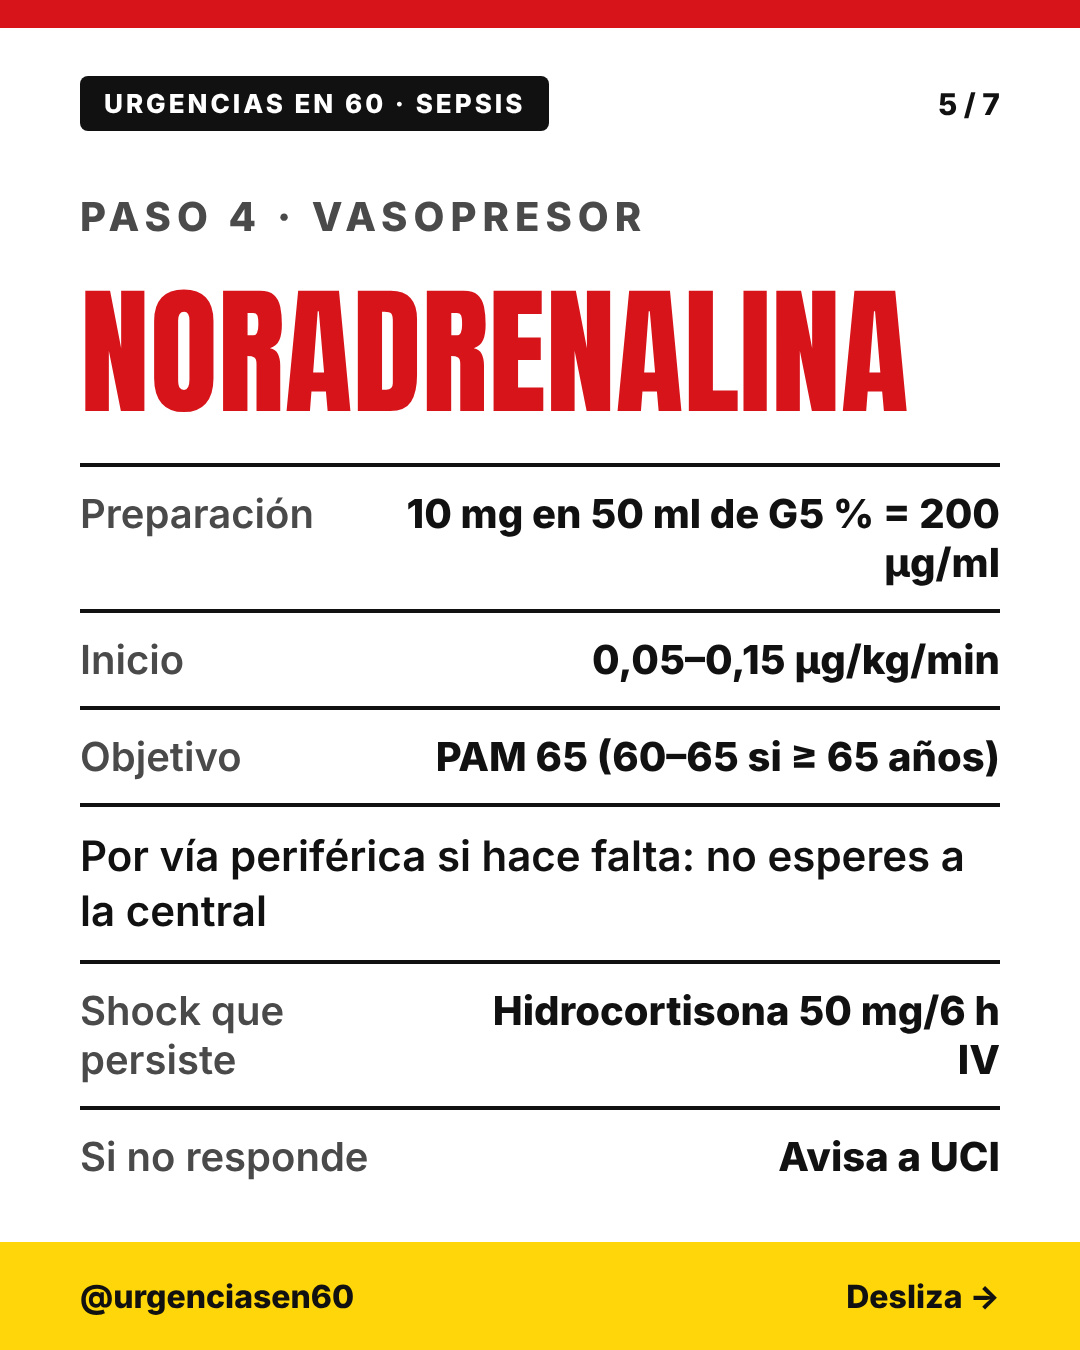 URGENCIAS EN 60 · SEPSIS
5 / 7
PASO 4 · VASOPRESOR
NORADRENALINA
Preparación
10 mg en 50 ml de G5 % = 200
µg/ml
Inicio
0,05–0,15 µg/kg/min
Objetivo
PAM 65 (60–65 si ≥ 65 años)
Por vía periférica si hace falta: no esperes a
la central
Shock que
persiste
Hidrocortisona 50 mg/6 h
IV
Si no responde
Avisa a UCI
@urgenciasen60
Desliza →